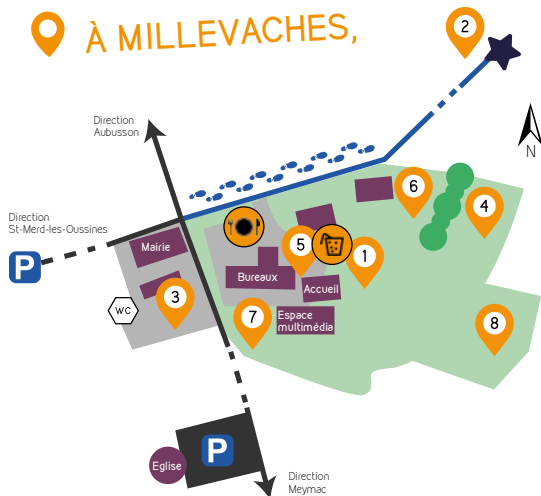 À MILLEVACHES,
2
Direction
Aubusson
N
6
4
Direction
St-Merd-les-Oussines
P
Mairie
5
1
Bureaux
Accueil
3
WC
7
Espace
multimédia
8
P
Eglise
Direction
Meymac